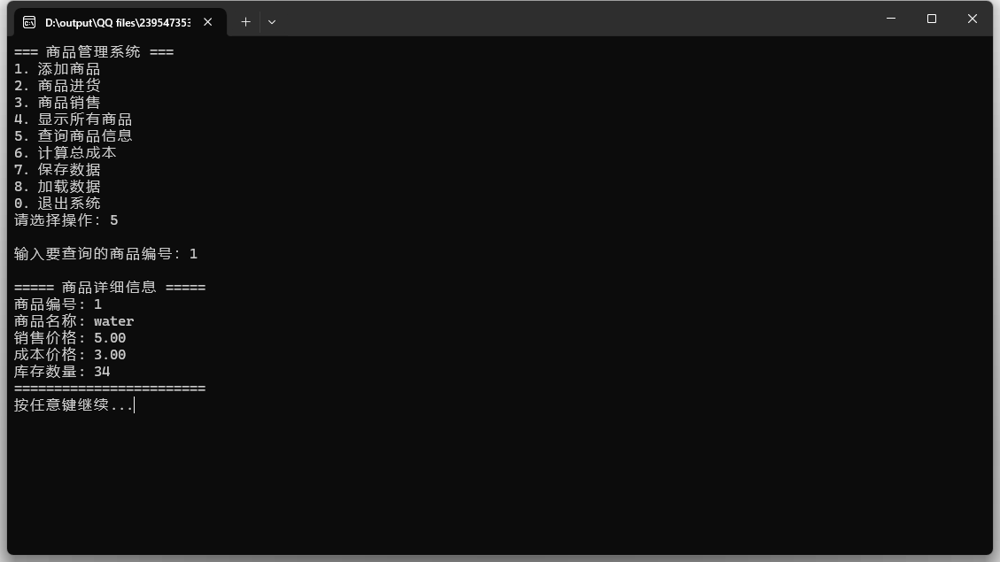 D:\output\QQ files\239547353
=== 商品管理系统 ===
1. 添加商品
2. 商品进货
3. 商品销售
4. 显示所有商品
5. 查询商品信息
6. 计算总成本
7. 保存数据
8. 加载数据
0. 退出系统
请选择操作: 5
输入要查询的商品编号: 1
===== 商品详细信息 =====
商品编号: 1
商品名称: water
销售价格: 5.00
成本价格: 3.00
库存数量: 34
========================
按任意键继续...